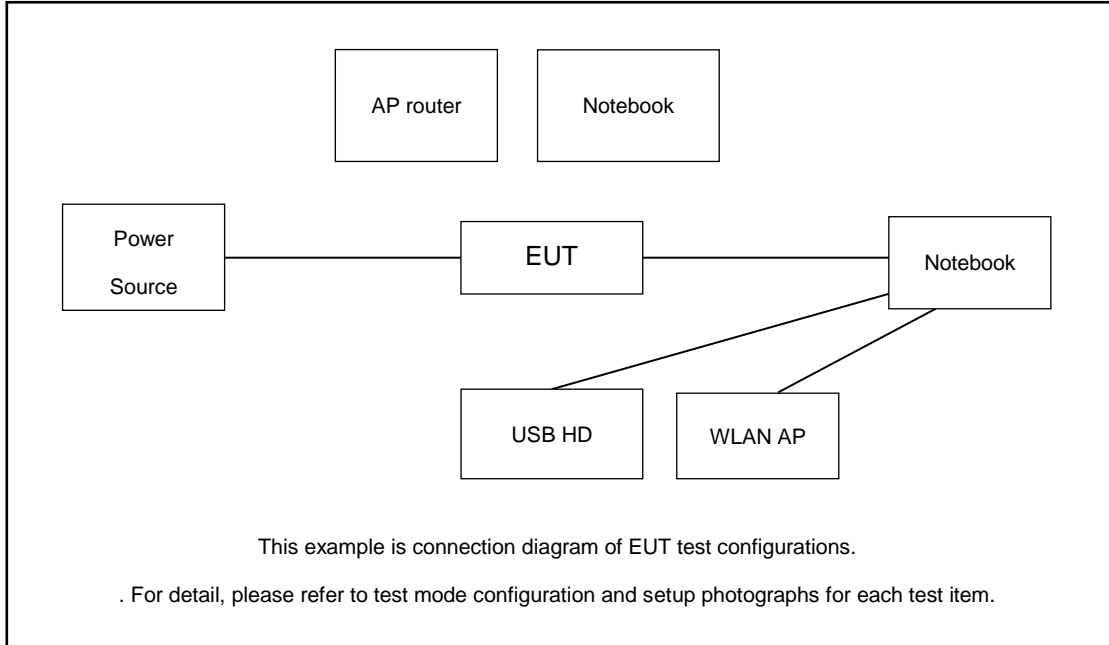 AP router
Notebook
Power
Source
EUT
Notebook
USB HD
WLAN AP
This example is connection diagram of EUT test configurations.
. For detail, please refer to test mode configuration and setup photographs for each test item.